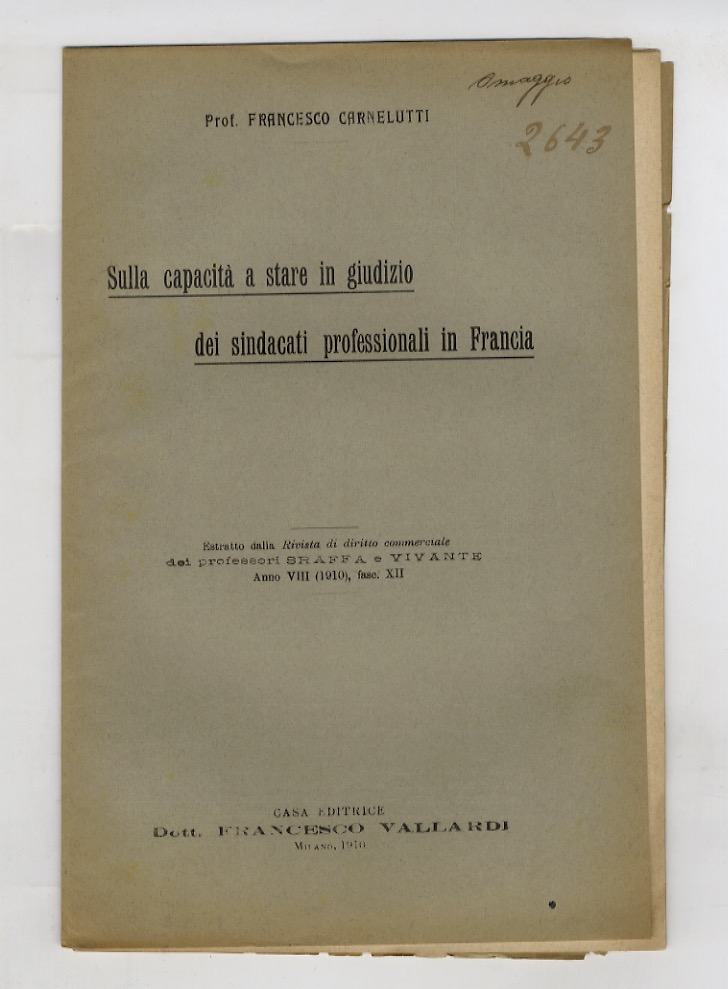 Omaggio
2643
Prof. FRANCESCO CARNELUTTI
Sulla capacità a stare in giudizio
dei sindacati professionali in Francia
Estratto dalla Rivista di diritto commerciale
dei professori SRAFFA e VIVANTE
Anno VIII (1910), fasc. XII
CASA EDITRICE
Dott. FRANCESCO VALLARDI
MILANO, 1910